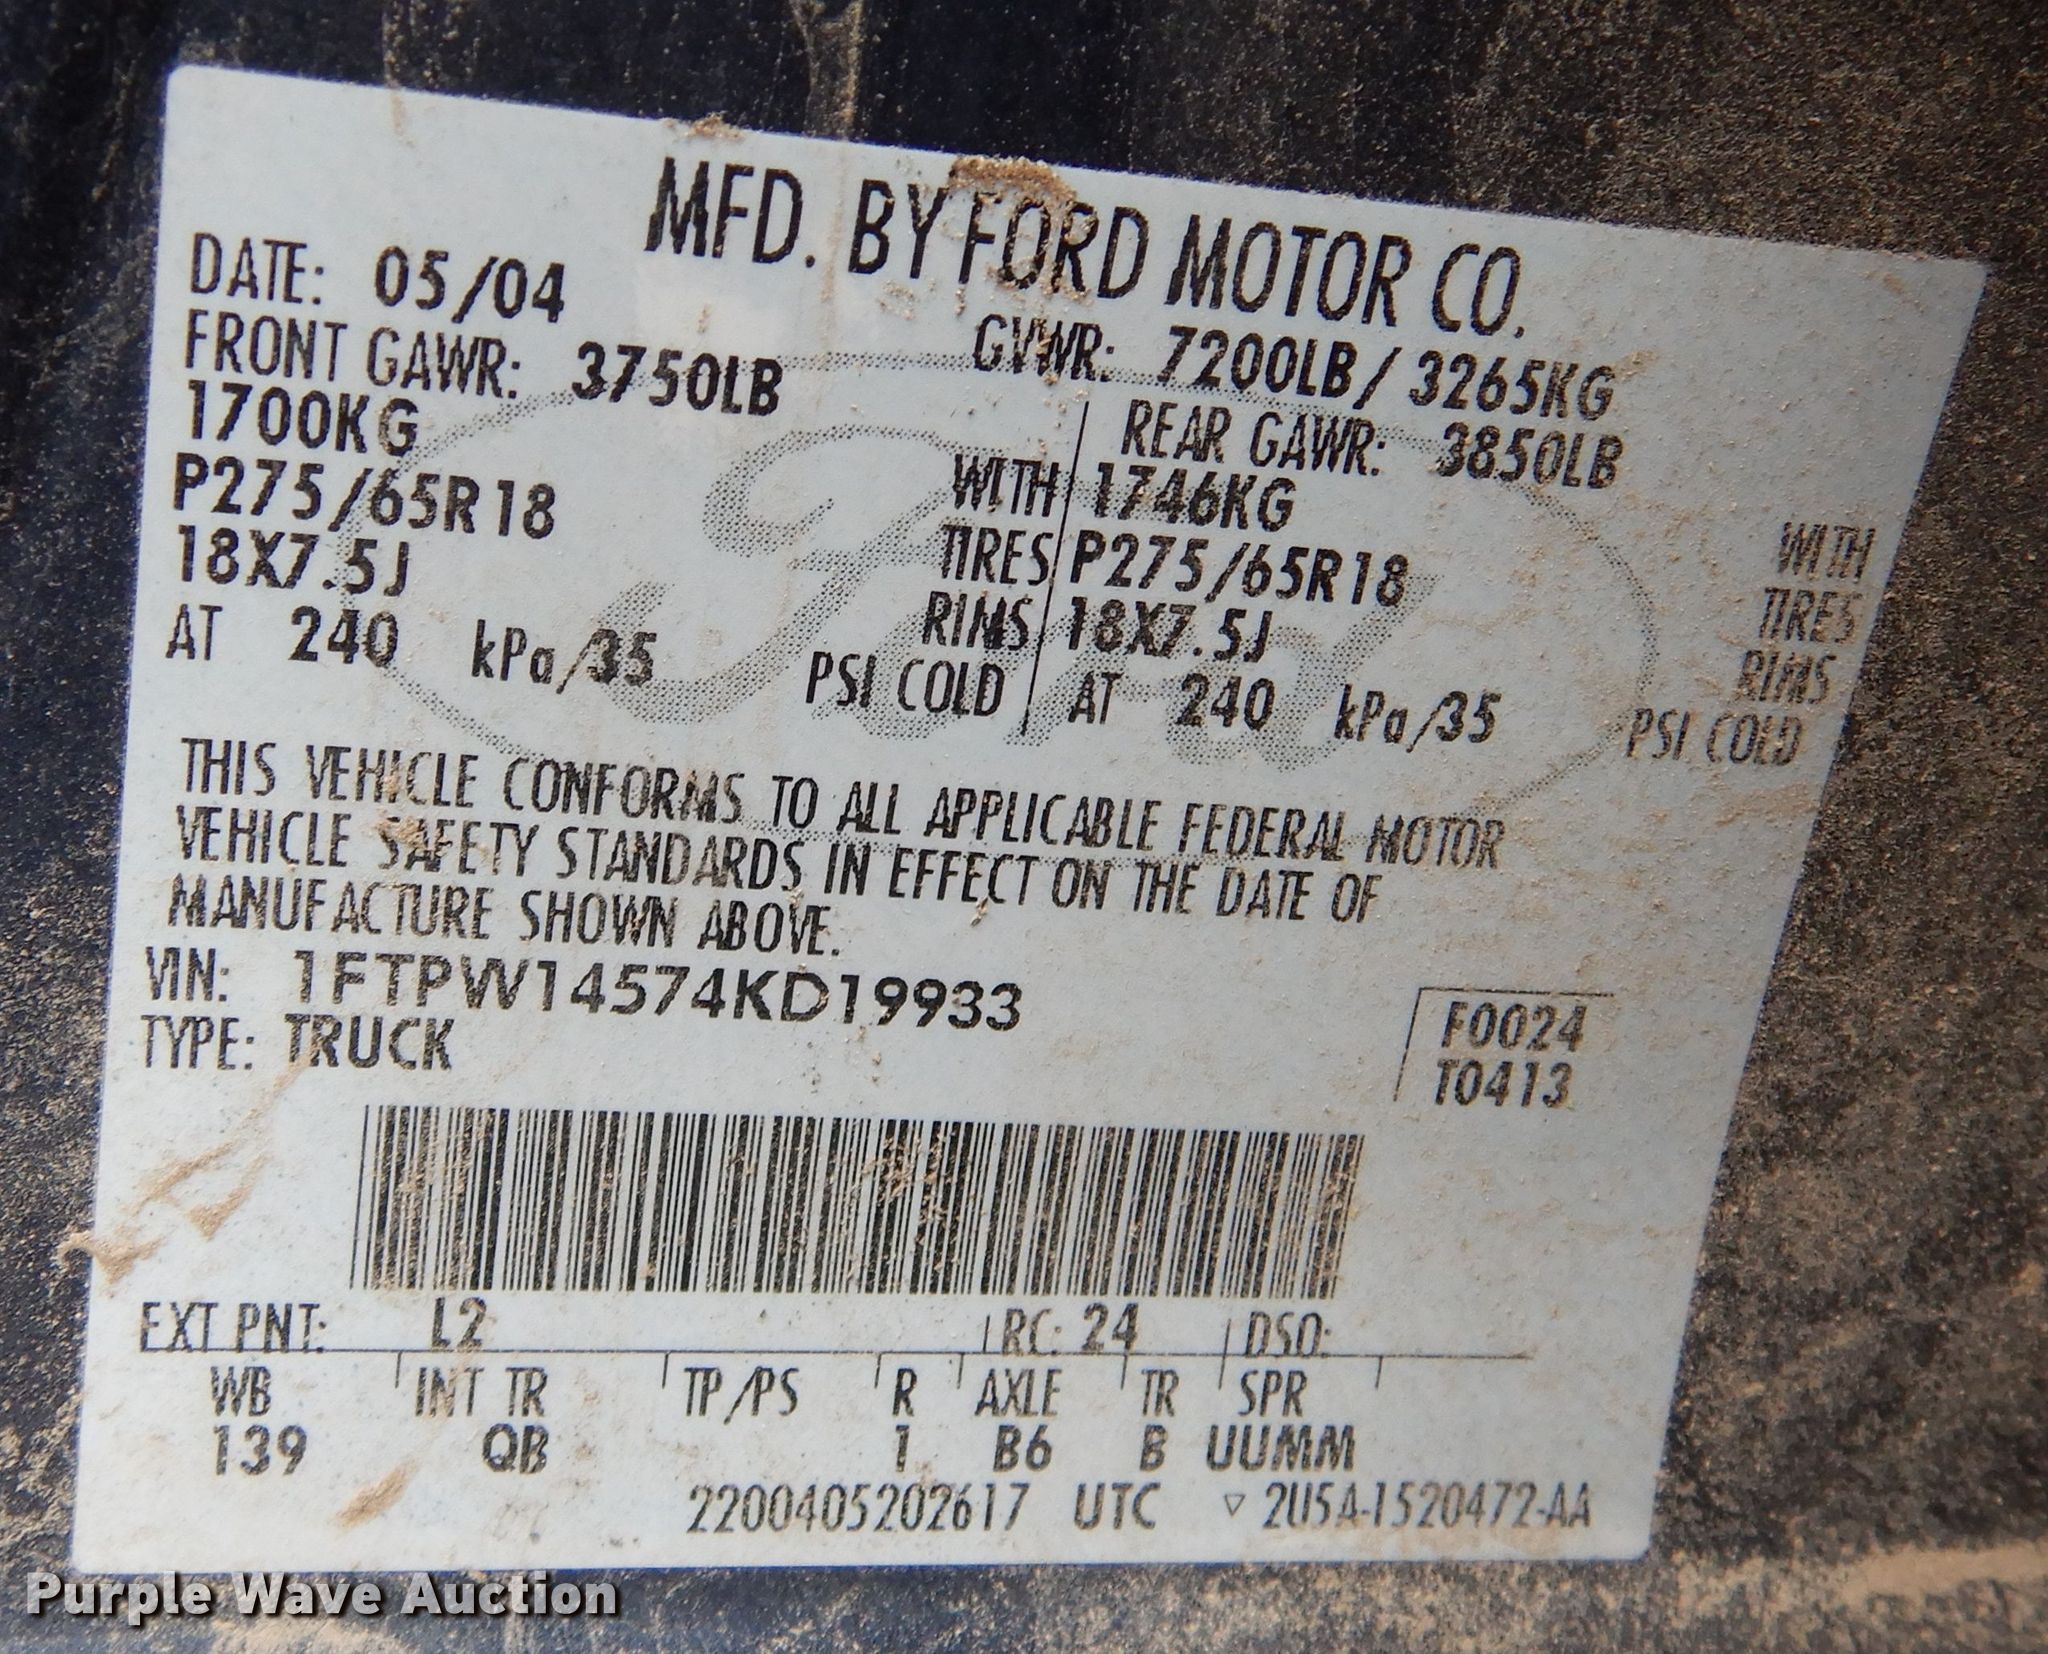 MFD. BY FORD MOTOR CO.
DATE: 05/04
GVWR: 7200LB / 3265KG
FRONT GAWR: 3750LB
1700KG WITH
P275/65R18 TIRES
18X7.5J RIMS
AT 240 kPa/35 PSI COLD
REAR GAWR: 3850LB
1746KG WITH
P275/65R18 TIRES
18X7.5J RIMS
AT 240 kPa/35 PSI COLD
Ford
THIS VEHICLE CONFORMS TO ALL APPLICABLE FEDERAL MOTOR
VEHICLE SAFETY STANDARDS IN EFFECT ON THE DATE OF
MANUFACTURE SHOWN ABOVE.
VIN: 1FTPW14574KD19933
TYPE: TRUCK
F0024
T0413
EXT PNT: L2 RC: 24 DSO:
WB INT TR TP/PS R AXLE TR SPR
139 QB 1 B6 B UUMM
2200405202617 UTC ▽ 2U5A-1520472-AA
Purple Wave Auction